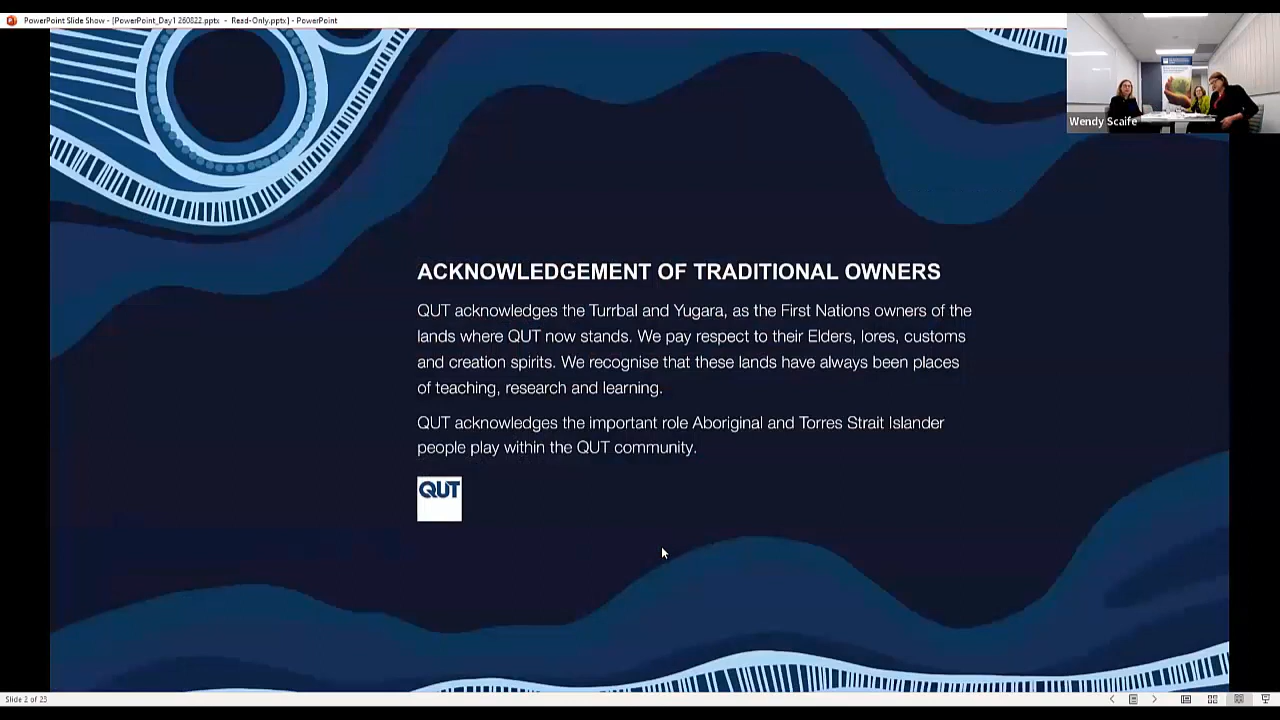 PowerPoint Slide Show - [PowerPoint_Day1 260822.pptx - Read-Only.pptx] - PowerPoint
Wendy Scaife
ACKNOWLEDGEMENT OF TRADITIONAL OWNERS
QUT acknowledges the Turrbal and Yugara, as the First Nations owners of the
lands where QUT now stands. We pay respect to their Elders, lores, customs
and creation spirits. We recognise that these lands have always been places
of teaching, research and learning.
QUT acknowledges the important role Aboriginal and Torres Strait Islander
people play within the QUT community.
QUT
Slide 2 of 23